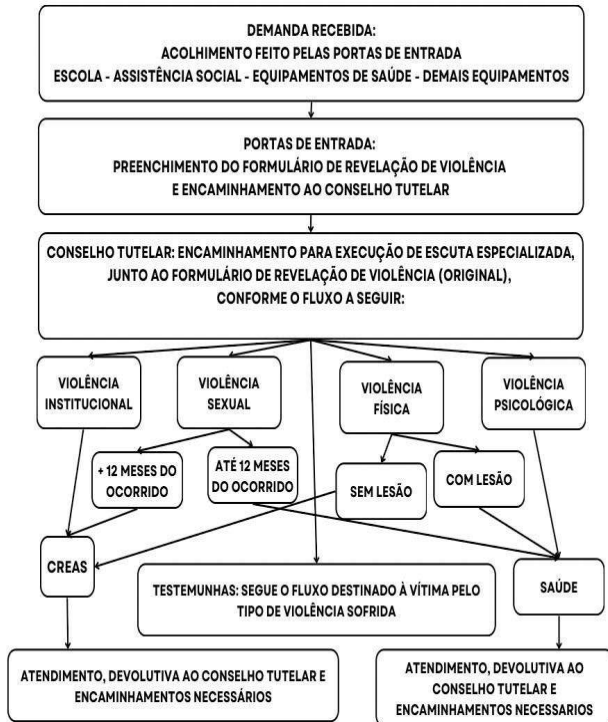 DEMANDA RECEBIDA:
ACOLHIMENTO FEITO PELAS PORTAS DE ENTRADA
ESCOLA - ASSISTÊNCIA SOCIAL - EQUIPAMENTOS DE SAÚDE - DEMAIS EQUIPAMENTOS
PORTAS DE ENTRADA:
PREENCHIMENTO DO FORMULÁRIO DE REVELAÇÃO DE VIOLÊNCIA
E ENCAMINHAMENTO AO CONSELHO TUTELAR
CONSELHO TUTELAR: ENCAMINHAMENTO PARA EXECUÇÃO DE ESCUTA ESPECIALIZADA,
JUNTO AO FORMULÁRIO DE REVELAÇÃO DE VIOLÊNCIA (ORIGINAL),
CONFORME O FLUXO A SEGUIR:
VIOLÊNCIA
INSTITUCIONAL
VIOLÊNCIA
SEXUAL
VIOLÊNCIA
FÍSICA
VIOLÊNCIA
PSICOLÓGICA
+ 12 MESES DO
OCORRIDO
ATÉ 12 MESES
DO OCORRIDO
SEM LESÃO
COM LESÃO
CREAS
TESTEMUNHAS: SEGUE O FLUXO DESTINADO À VÍTIMA PELO
TIPO DE VIOLÊNCIA SOFRIDA
SAÚDE
ATENDIMENTO, DEVOLUTIVA AO CONSELHO TUTELAR E
ENCAMINHAMENTOS NECESSÁRIOS
ATENDIMENTO, DEVOLUTIVA AO
CONSELHO TUTELAR E
ENCAMINHAMENTOS NECESSARIOS